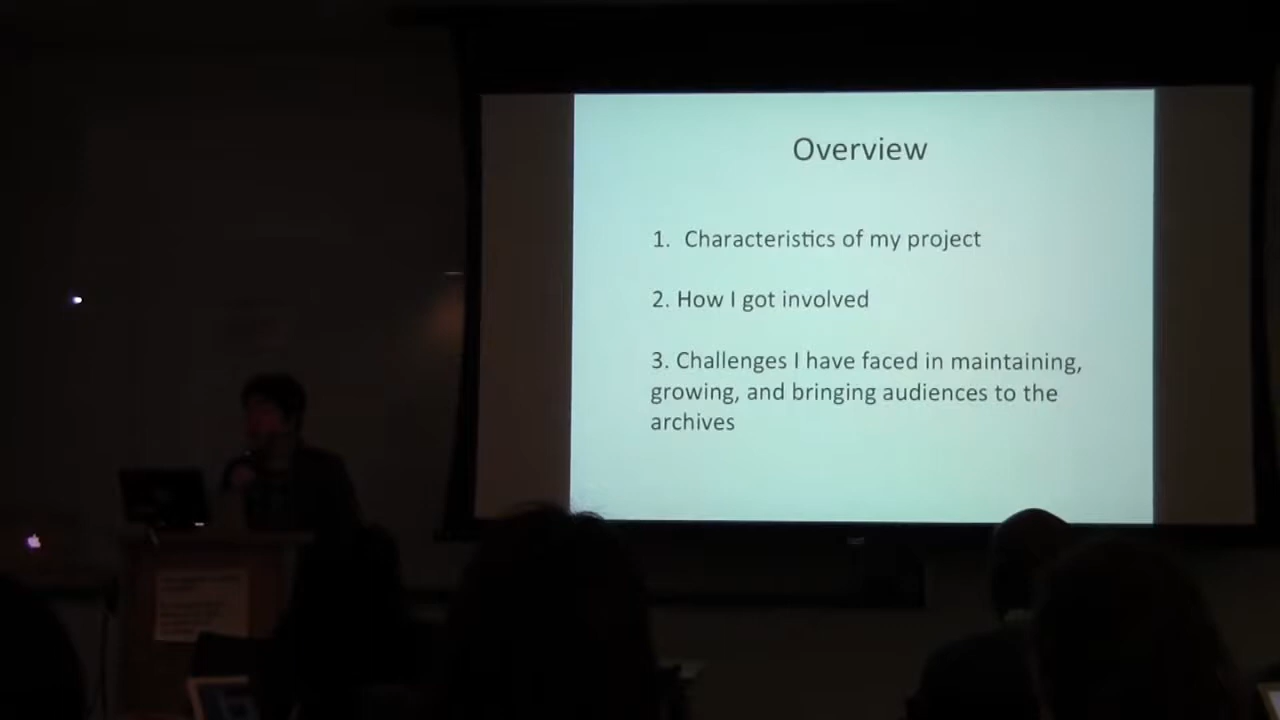 Overview
1. Characteristics of my project
2. How I got involved
3. Challenges I have faced in maintaining,
growing, and bringing audiences to the
archives